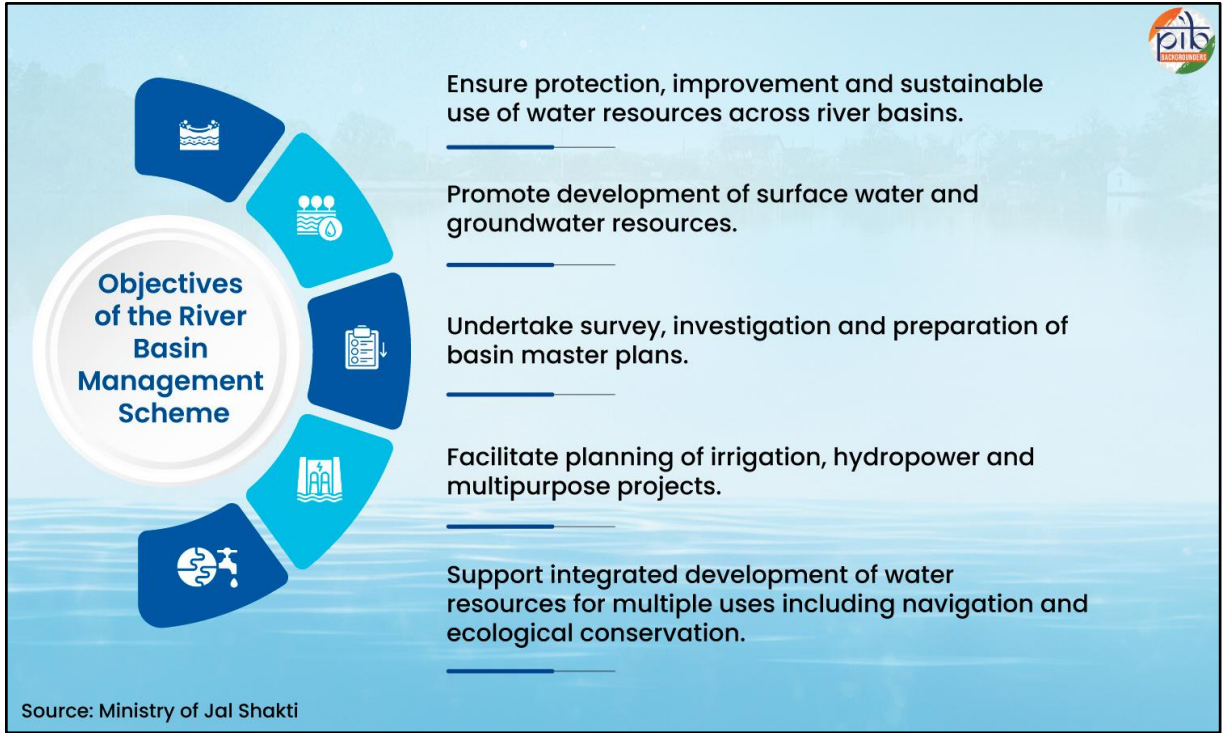 pib
BACKGROUNDERS
Objectives
of the River
Basin
Management
Scheme
Ensure protection, improvement and sustainable
use of water resources across river basins.
Promote development of surface water and
groundwater resources.
Undertake survey, investigation and preparation of
basin master plans.
Facilitate planning of irrigation, hydropower and
multipurpose projects.
Support integrated development of water
resources for multiple uses including navigation and
ecological conservation.
Source: Ministry of Jal Shakti